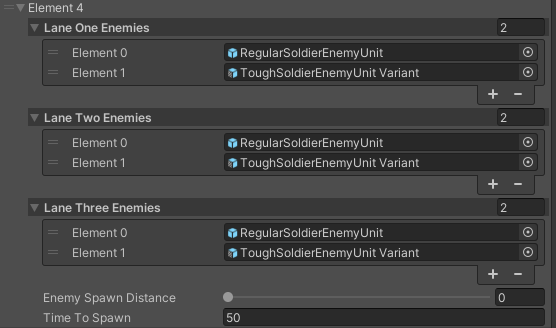 Element 4
Lane One Enemies 2
Element 0 RegularSoldierEnemyUnit
Element 1 ToughSoldierEnemyUnit Variant
+ −
Lane Two Enemies 2
Element 0 RegularSoldierEnemyUnit
Element 1 ToughSoldierEnemyUnit Variant
+ −
Lane Three Enemies 2
Element 0 RegularSoldierEnemyUnit
Element 1 ToughSoldierEnemyUnit Variant
+ −
Enemy Spawn Distance 0
Time To Spawn 50